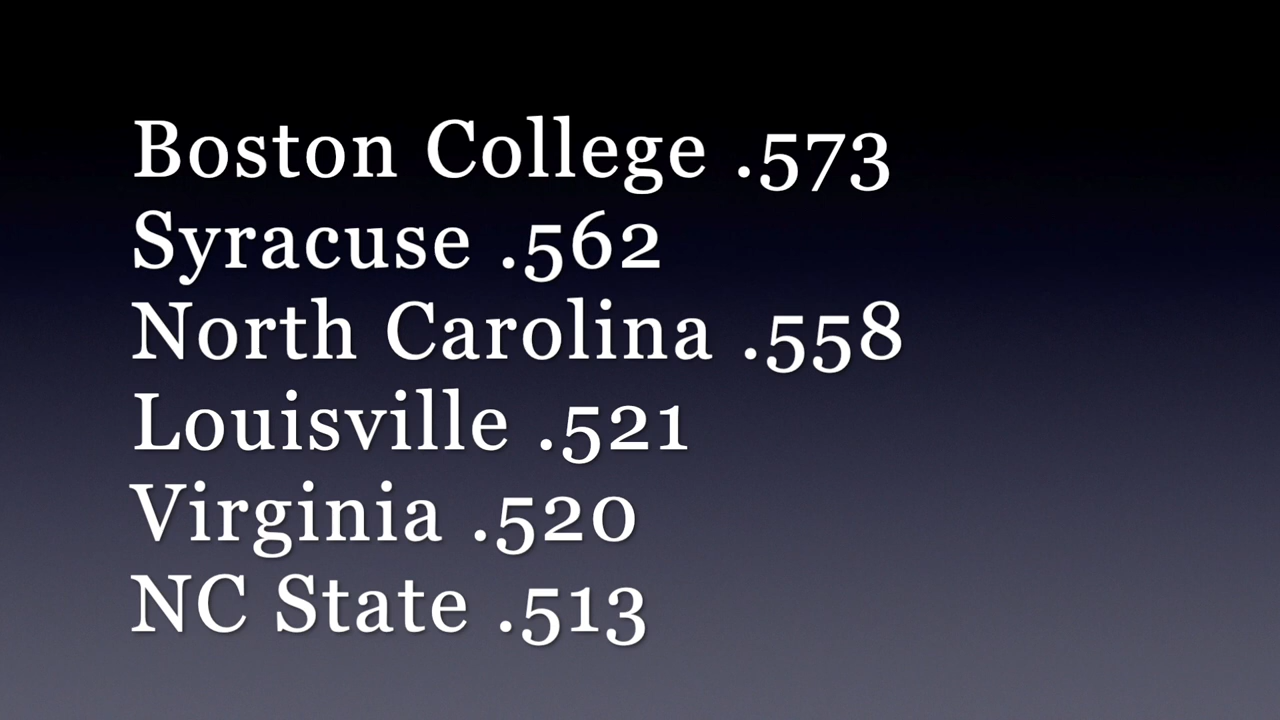 Boston College .573
Syracuse .562
North Carolina .558
Louisville .521
Virginia .520
NC State .513